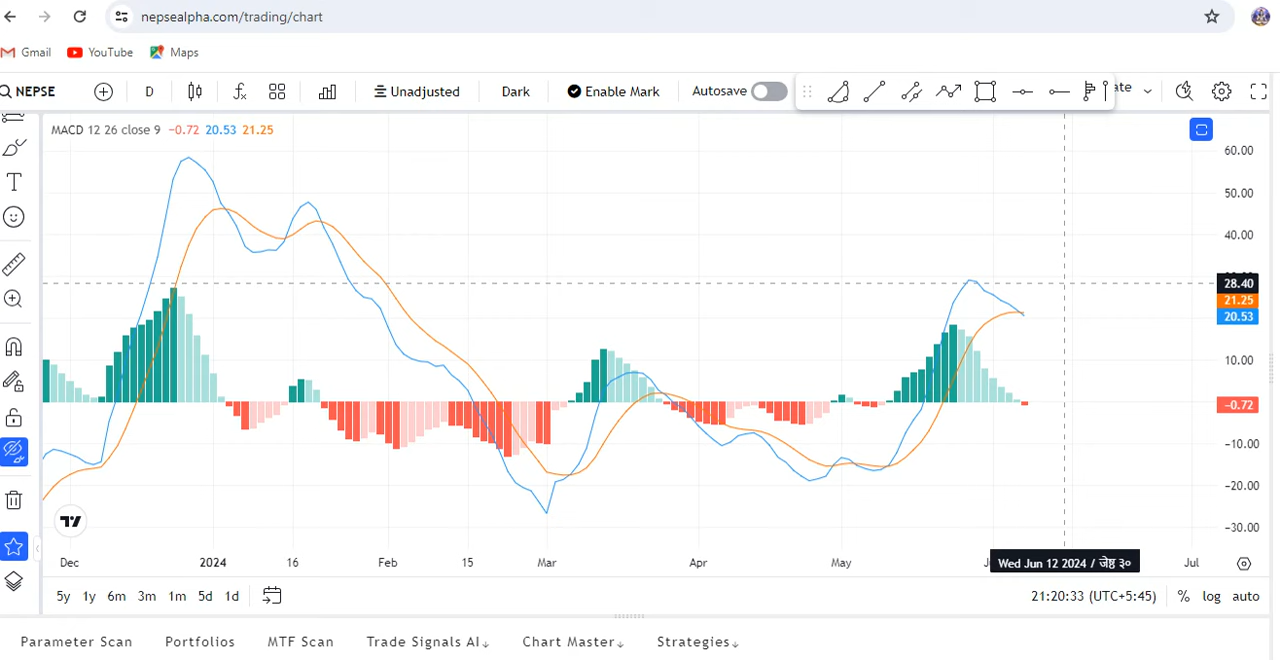 nepsealpha.com/trading/chart
Gmail YouTube Maps
NEPSE D Unadjusted Dark Enable Mark Autosave ate
MACD 12 26 close 9 −0.72 20.53 21.25
60.00
50.00
40.00
28.40
21.25
20.53
10.00
−0.72
−10.00
−20.00
−30.00
Dec 2024 16 Feb 15 Mar Apr May Wed Jun 12 2024 / जेष्ठ ३० Jul
5y 1y 6m 3m 1m 5d 1d 21:20:33 (UTC+5:45) % log auto
Parameter Scan Portfolios MTF Scan Trade Signals AI↓ Chart Master↓ Strategies↓